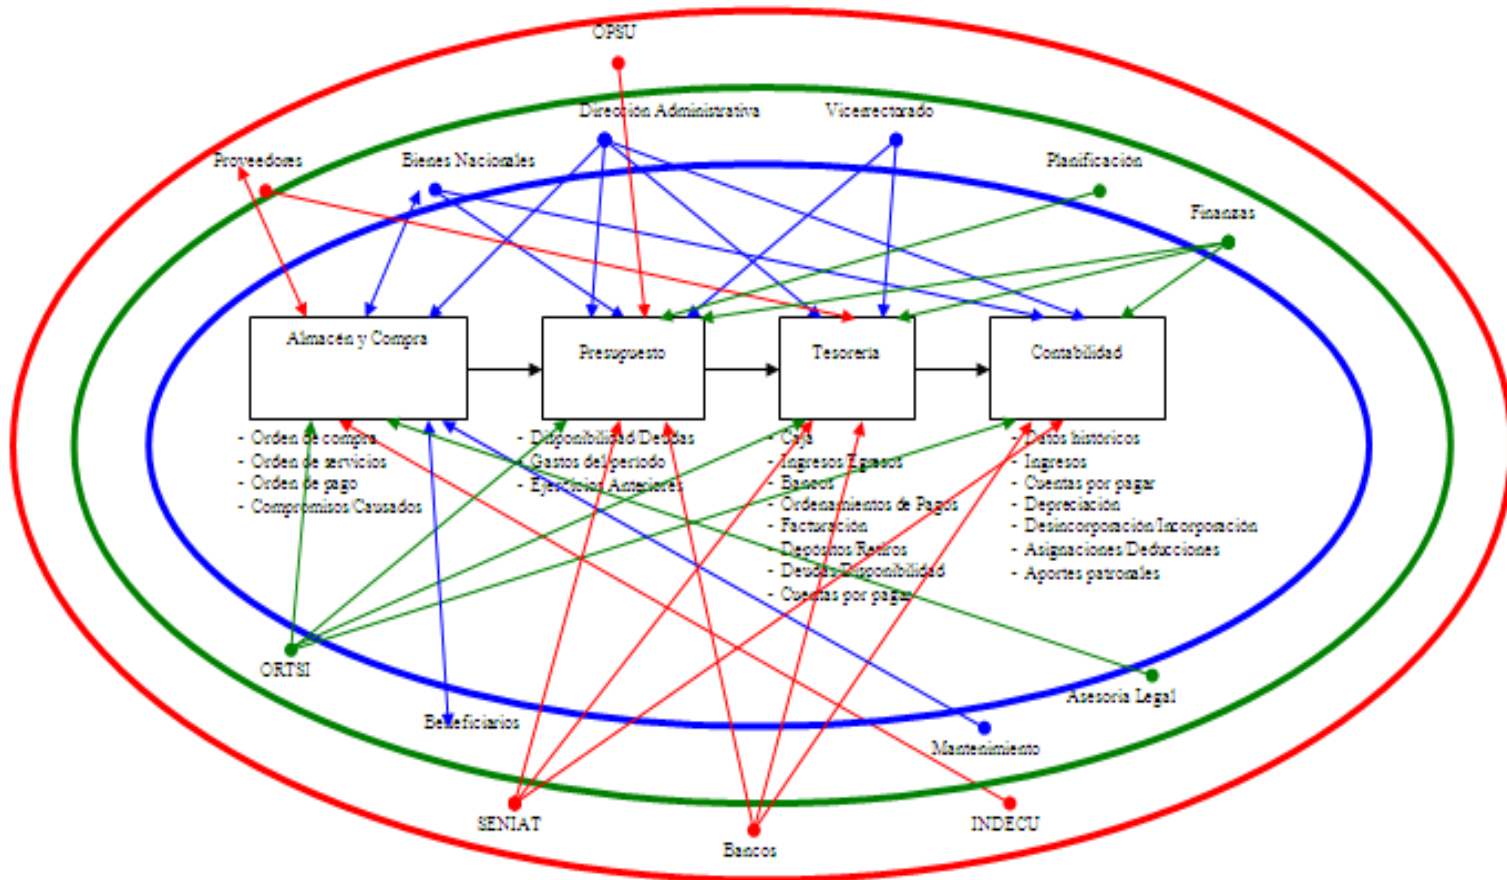 OPSU
Dirección Administrativa
Vicerrectorado
Proveedores
Bienes Nacionales
Planificación
Finanzas
Almacén y Compra
Presupuesto
Tesorería
Contabilidad
- Orden de compra
- Orden de servicios
- Orden de pago
- Compromisos/Causados
- Disponibilidad/Deudas
- Gastos del período
- Ejercicios Anteriores
- Caja
- Ingresos/Egresos
- Bancos
- Ordenamientos de Pagos
- Facturación
- Depósitos/Retiros
- Deudas/Disponibilidad
- Cuentas por pagar
- Datos históricos
- Ingresos
- Cuentas por pagar
- Depreciación
- Desincorporación/Incorporación
- Asignaciones/Deducciones
- Aportes patronales
ORTSI
Asesoria Legal
Beneficiarios
Mantenimiento
SENIAT
INDECU
Bancos